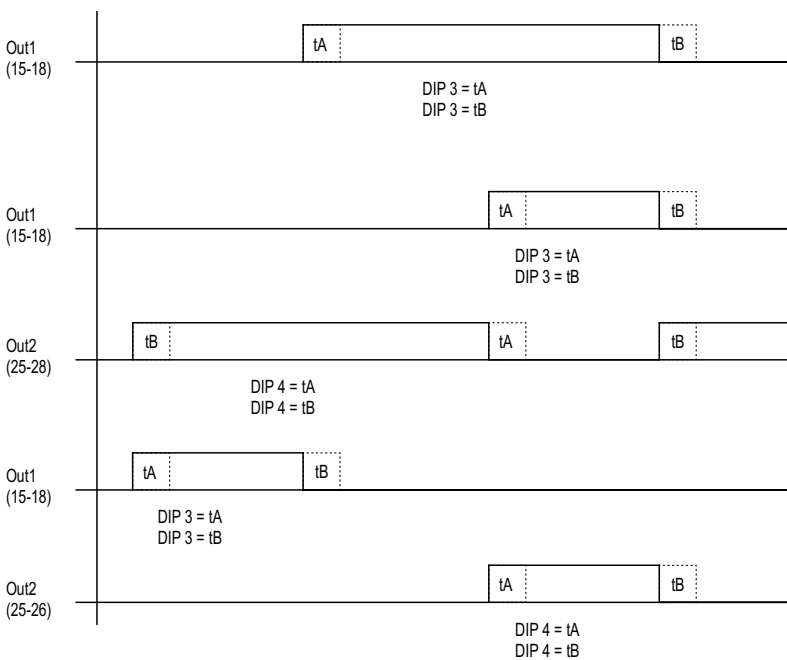 Out1
(15-18)
tA
tB
DIP 3 = tA
DIP 3 = tB
Out1
(15-18)
tA
tB
DIP 3 = tA
DIP 3 = tB
Out2
(25-28)
tB
tA
tB
DIP 4 = tA
DIP 4 = tB
Out1
(15-18)
tA
tB
DIP 3 = tA
DIP 3 = tB
Out2
(25-26)
tA
tB
DIP 4 = tA
DIP 4 = tB